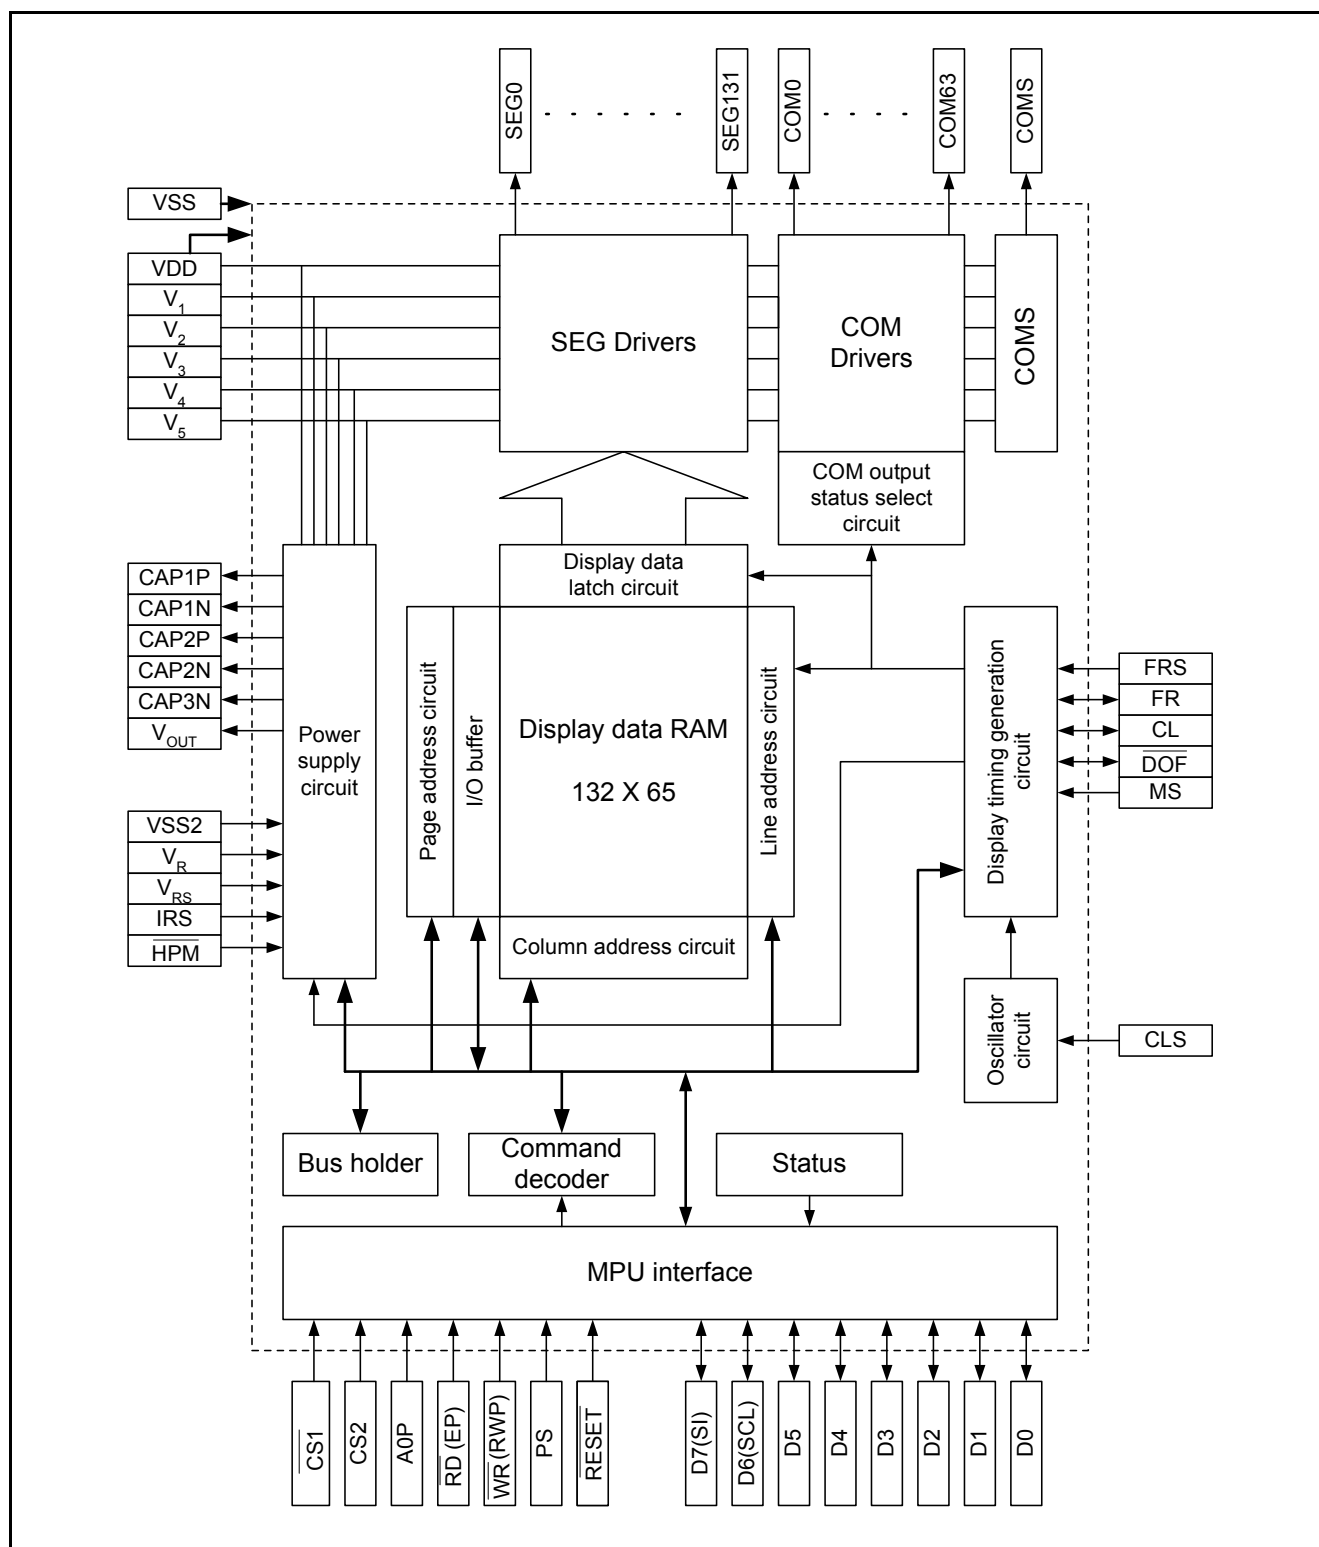 SEG0
. . . . . . .
SEG131
COM0
. . . . .
COM63
COMS
VSS
VDD
V1
V2
V3
V4
V5
SEG Drivers
COM
Drivers
COMS
COM output
status select
circuit
Display data
latch circuit
CAP1P
CAP1N
CAP2P
CAP2N
CAP3N
VOUT
Power
supply
circuit
Page address circuit
I/O buffer
Display data RAM
132 X 65
Line address circuit
Display timing generation
circuit
FRS
FR
CL
DOF
MS
VSS2
VR
VRS
IRS
HPM
Column address circuit
Oscillator
circuit
CLS
Bus holder
Command
decoder
Status
MPU interface
CS1
CS2
A0P
RD (EP)
WR (RWP)
PS
RESET
D7(SI)
D6(SCL)
D5
D4
D3
D2
D1
D0